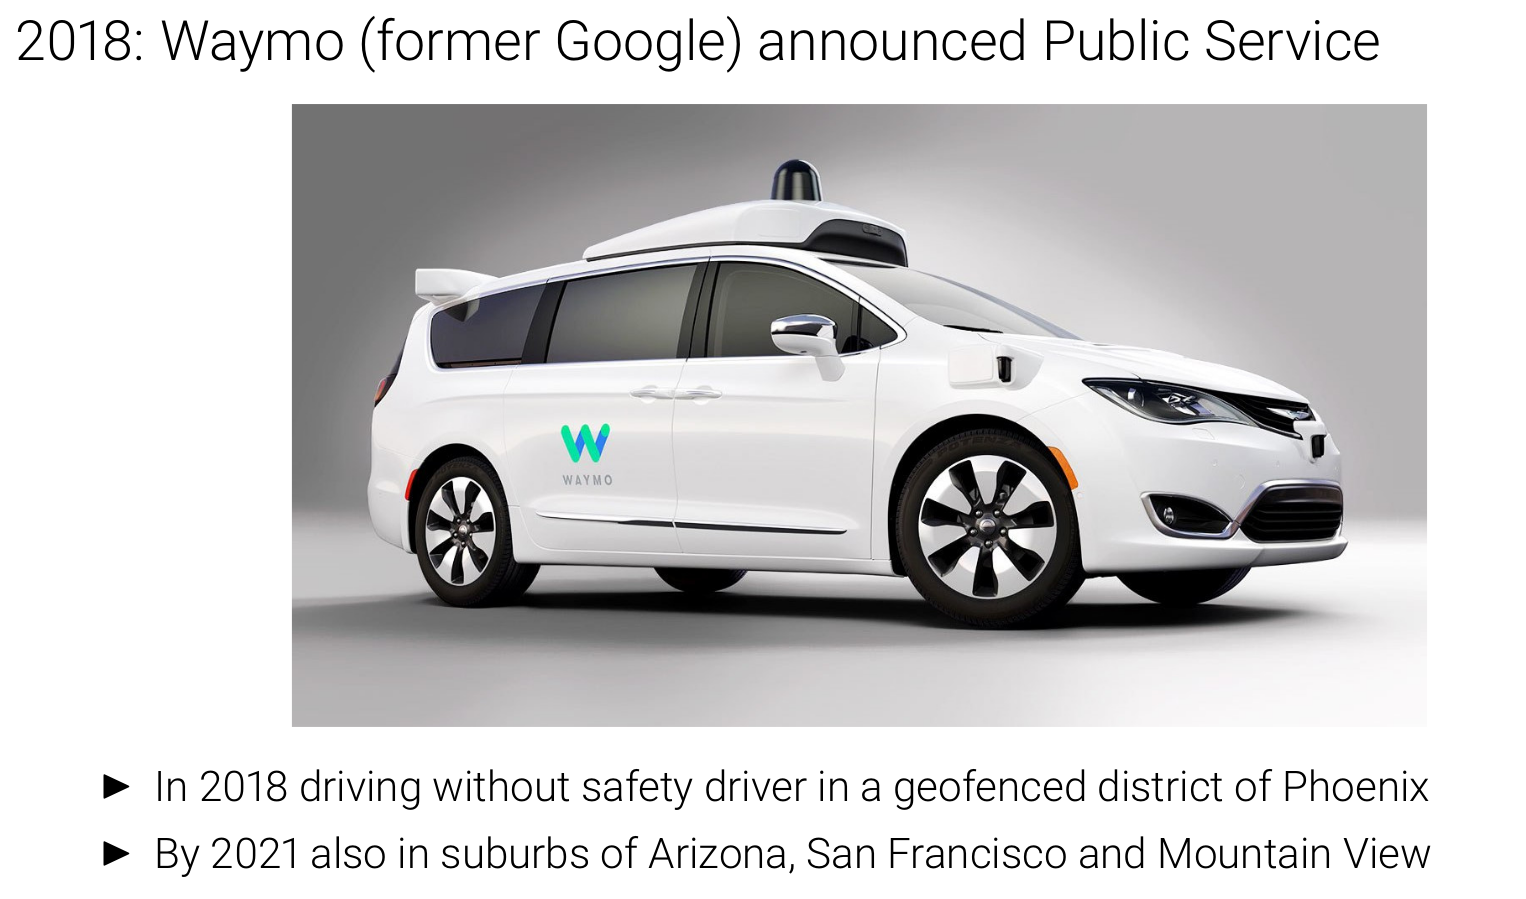 2018: Waymo (former Google) announced Public Service
WAYMO
► In 2018 driving without safety driver in a geofenced district of Phoenix
► By 2021 also in suburbs of Arizona, San Francisco and Mountain View